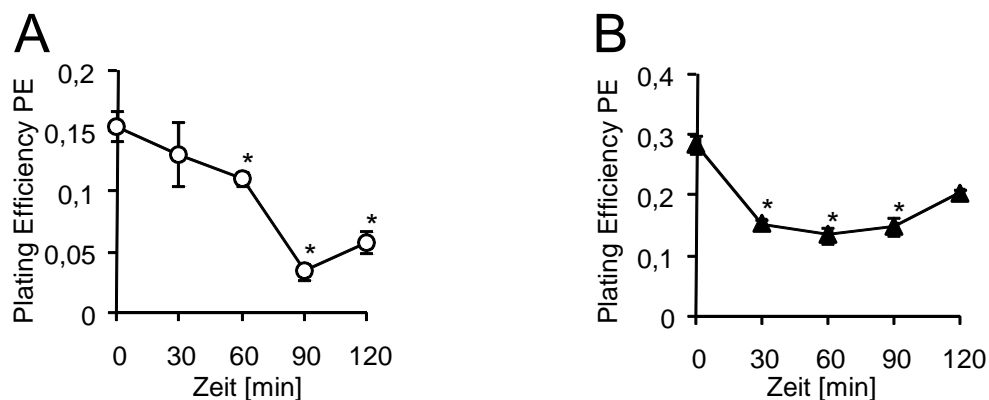 A
Plating Efficiency PE
0,2
0,15
0,1
0,05
0
*
*
*
0 30 60 90 120
Zeit [min]
B
Plating Efficiency PE
0,4
0,3
0,2
0,1
0
*
*
*
0 30 60 90 120
Zeit [min]